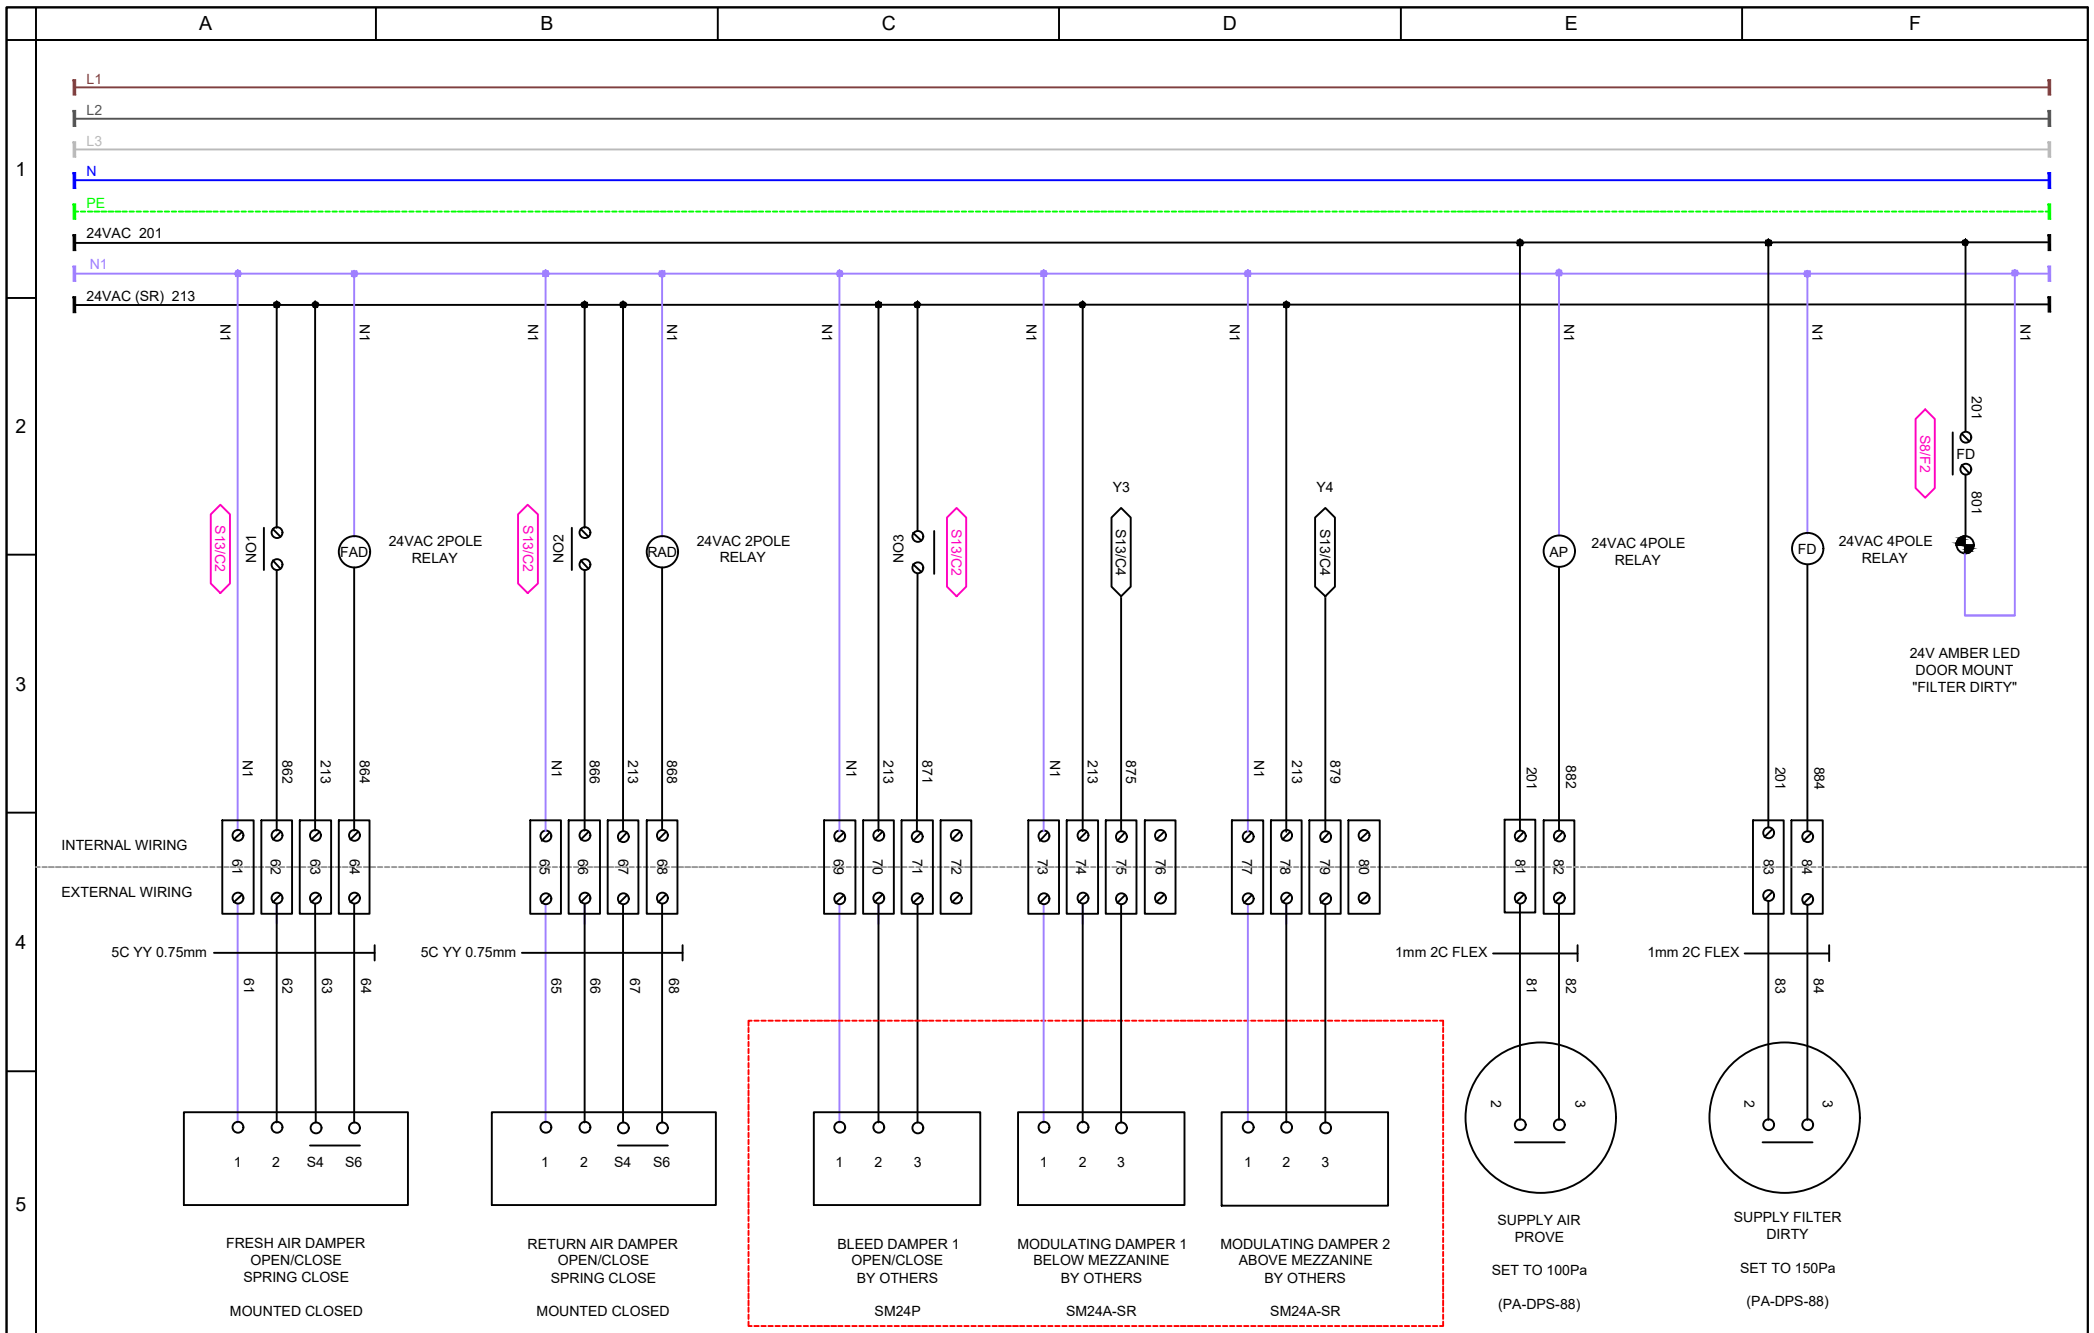 A B C D E F
L1
L2
L3
1
N
PE
24VAC 201
N1
24VAC (SR) 213
N1 N1 N1 N1 N1 N1 N1 N1 N1 N1
2
201
S8/F2 FD
801
Y3 Y4
S13/C2 NO1 FAD 24VAC 2POLE
RELAY
S13/C2 NO2 RAD 24VAC 2POLE
RELAY
NO3 S13/C2
S13/C4
S13/C4
AP 24VAC 4POLE
RELAY
FD 24VAC 4POLE
RELAY
24V AMBER LED
DOOR MOUNT
"FILTER DIRTY"
3
N1 862 213 864 N1 866 213 868 N1 213 871 N1 213 875 N1 213 879 201 882 201 884
INTERNAL WIRING
61 62 63 64 65 66 67 68 69 70 71 72 73 74 75 76 77 78 79 80 81 82 83 84
EXTERNAL WIRING
4
5C YY 0.75mm 5C YY 0.75mm 1mm 2C FLEX 1mm 2C FLEX
61 62 63 64 65 66 67 68 81 82 83 84
2 3 2 3
1 2 S4 S6 1 2 S4 S6 1 2 3 1 2 3 1 2 3
5
FRESH AIR DAMPER
OPEN/CLOSE
SPRING CLOSE
MOUNTED CLOSED
RETURN AIR DAMPER
OPEN/CLOSE
SPRING CLOSE
MOUNTED CLOSED
BLEED DAMPER 1
OPEN/CLOSE
BY OTHERS
SM24P
MODULATING DAMPER 1
BELOW MEZZANINE
BY OTHERS
SM24A-SR
MODULATING DAMPER 2
ABOVE MEZZANINE
BY OTHERS
SM24A-SR
SUPPLY AIR
PROVE
SET TO 100Pa
(PA-DPS-88)
SUPPLY FILTER
DIRTY
SET TO 150Pa
(PA-DPS-88)